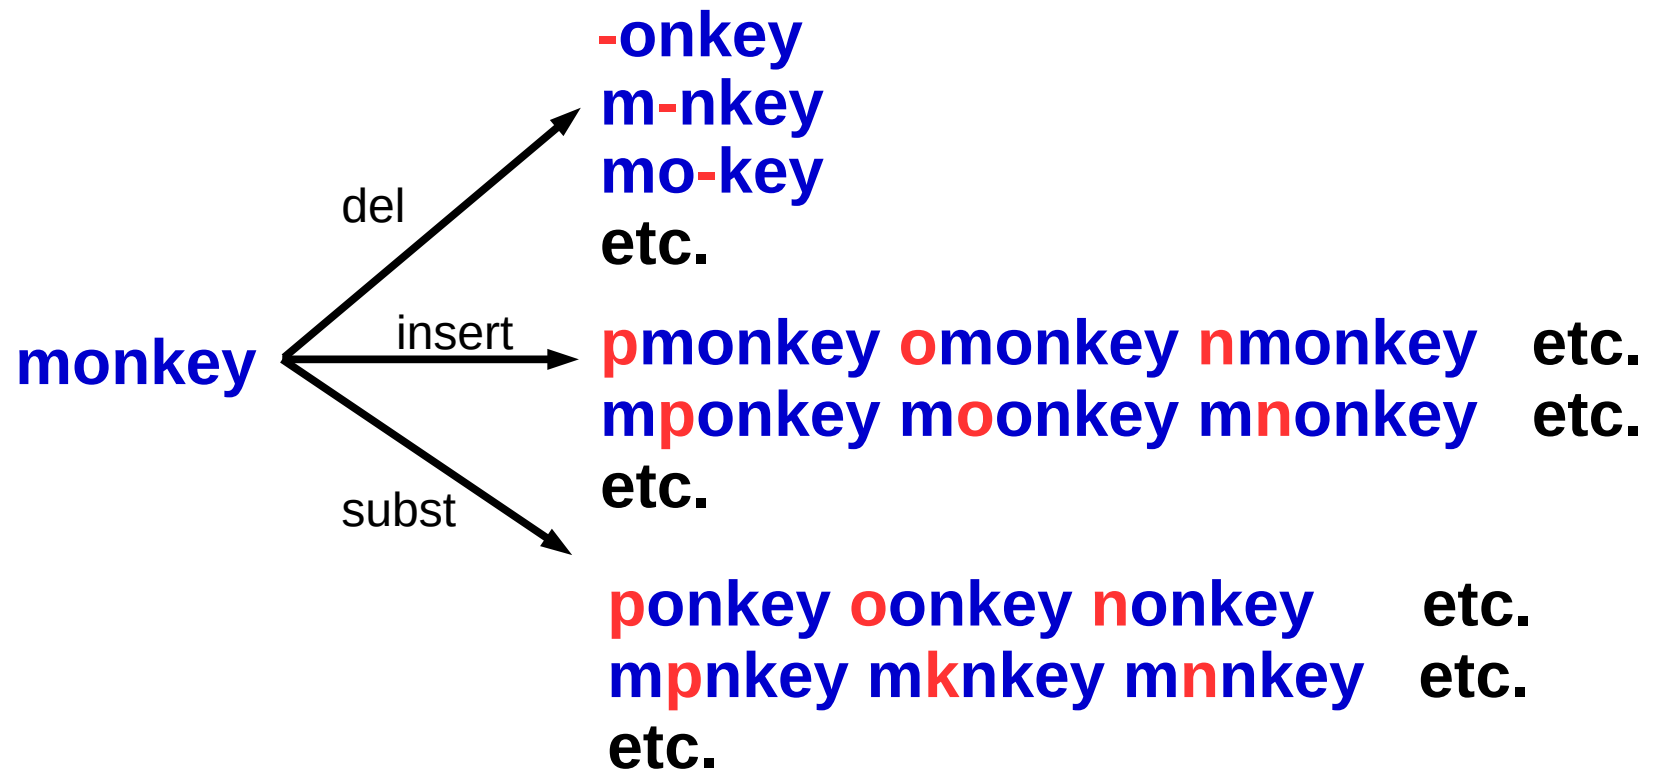 -onkey
m-nkey
mo-key
etc.
del
monkey
insert
pmonkey omonkey nmonkey etc.
mponkey moonkey mnonkey etc.
etc.
subst
ponkey oonkey nonkey etc.
mpnkey mknkey mnnkey etc.
etc.